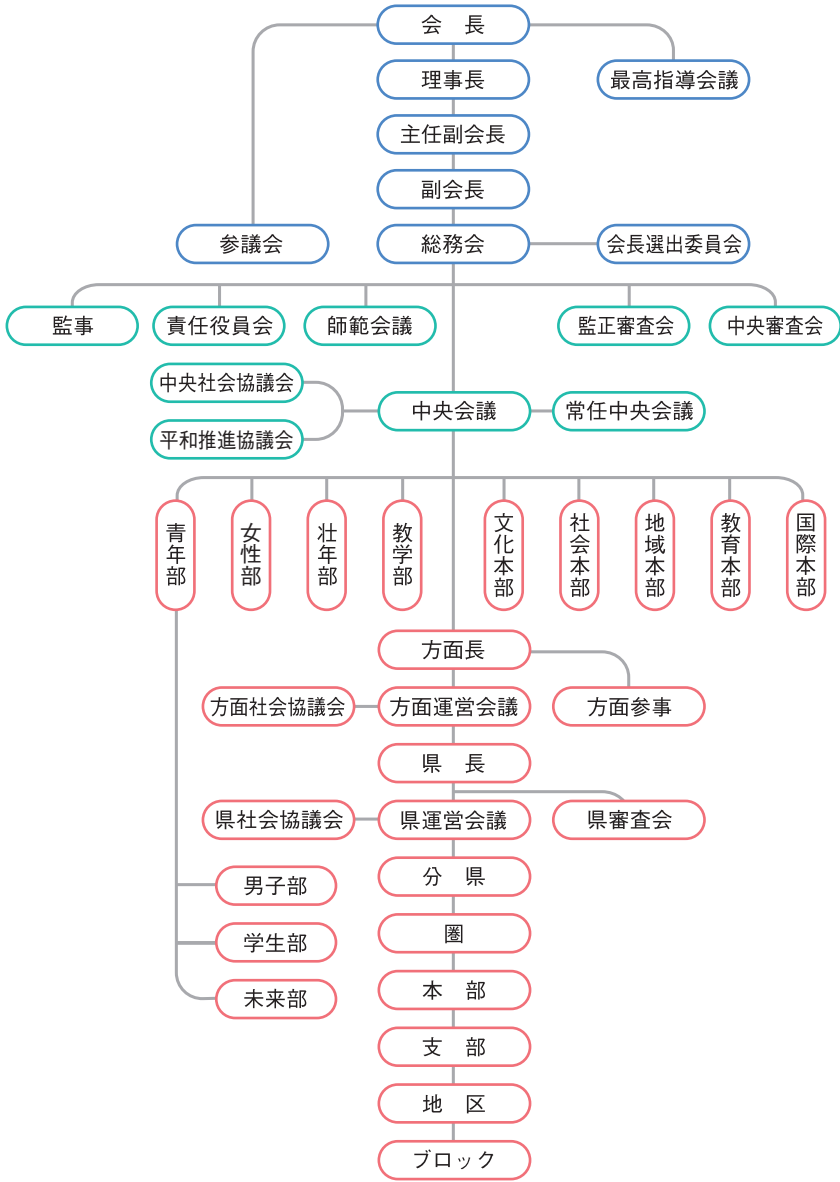 会　長
理事長
最高指導会議
主任副会長
副会長
参議会
総務会
会長選出委員会
監事
責任役員会
師範会議
監正審査会
中央審査会
中央社会協議会
中央会議
常任中央会議
平和推進協議会
青年部
女性部
壮年部
教学部
文化本部
社会本部
地域本部
教育本部
国際本部
方面長
方面社会協議会
方面運営会議
方面参事
県　長
県社会協議会
県運営会議
県審査会
分　県
男子部
圏
学生部
本　部
未来部
支　部
地　区
ブロック